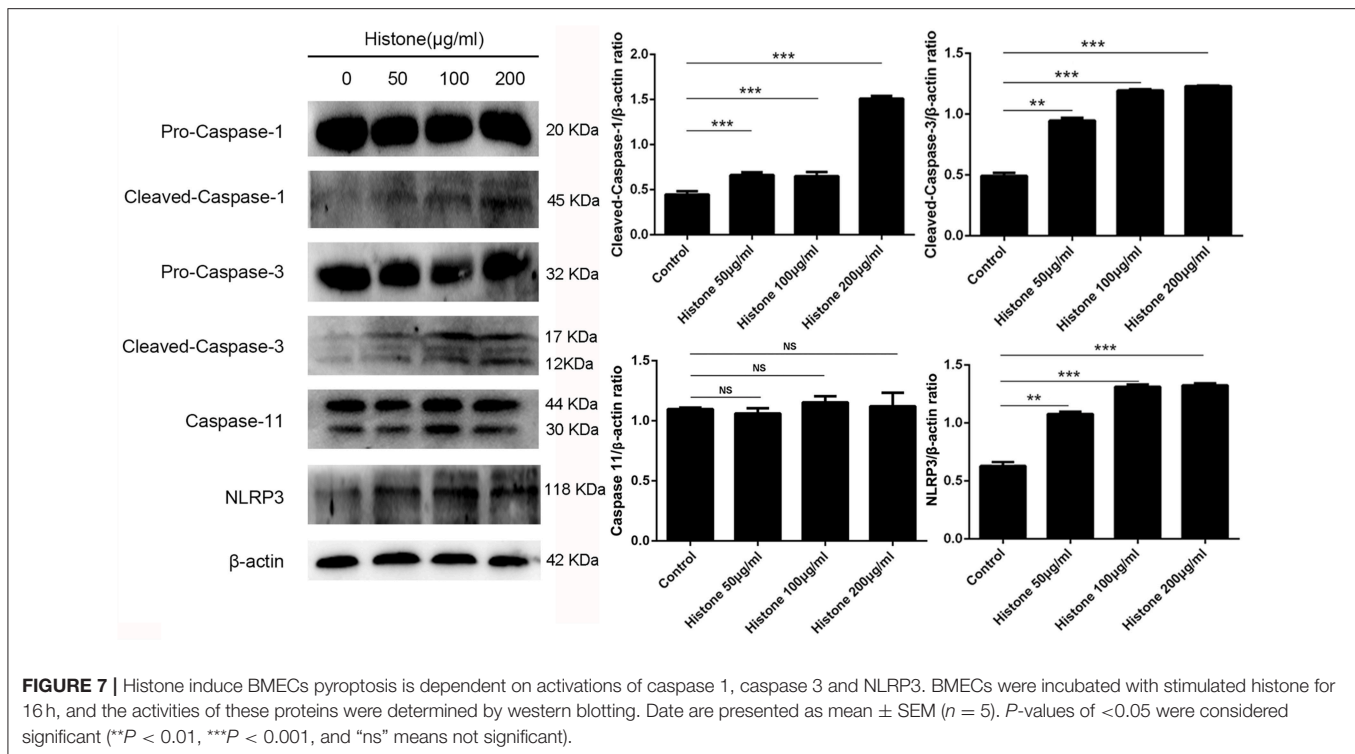 Histone(μg/ml)
0 50 100 200
Pro-Caspase-1 20 KDa
Cleaved-Caspase-1 45 KDa
Pro-Caspase-3 32 KDa
Cleaved-Caspase-3 17 KDa
12KDa
Caspase-11 44 KDa
30 KDa
NLRP3 118 KDa
β-actin 42 KDa
Cleaved-Caspase-1/β-actin ratio
2.0
1.5
1.0
0.5
0.0
***
***
***
Control
Histone 50μg/ml
Histone 100μg/ml
Histone 200μg/ml
Cleaved-Caspase-3/β-actin ratio
1.5
1.0
0.5
0.0
***
***
**
Control
Histone 50μg/ml
Histone 100μg/ml
Histone 200μg/ml
Caspase 11/β-actin ratio
1.5
1.0
0.5
0.0
NS
NS
NS
Control
Histone 50μg/ml
Histone 100μg/ml
Histone 200μg/ml
NLRP3/β-actin ratio
1.5
1.0
0.5
0.0
***
***
**
Control
Histone 50μg/ml
Histone 100μg/ml
Histone 200μg/ml
FIGURE 7 | Histone induce BMECs pyroptosis is dependent on activations of caspase 1, caspase 3 and NLRP3. BMECs were incubated with stimulated histone for
16 h, and the activities of these proteins were determined by western blotting. Date are presented as mean ± SEM (n = 5). P-values of <0.05 were considered
significant (**P < 0.01, ***P < 0.001, and “ns” means not significant).